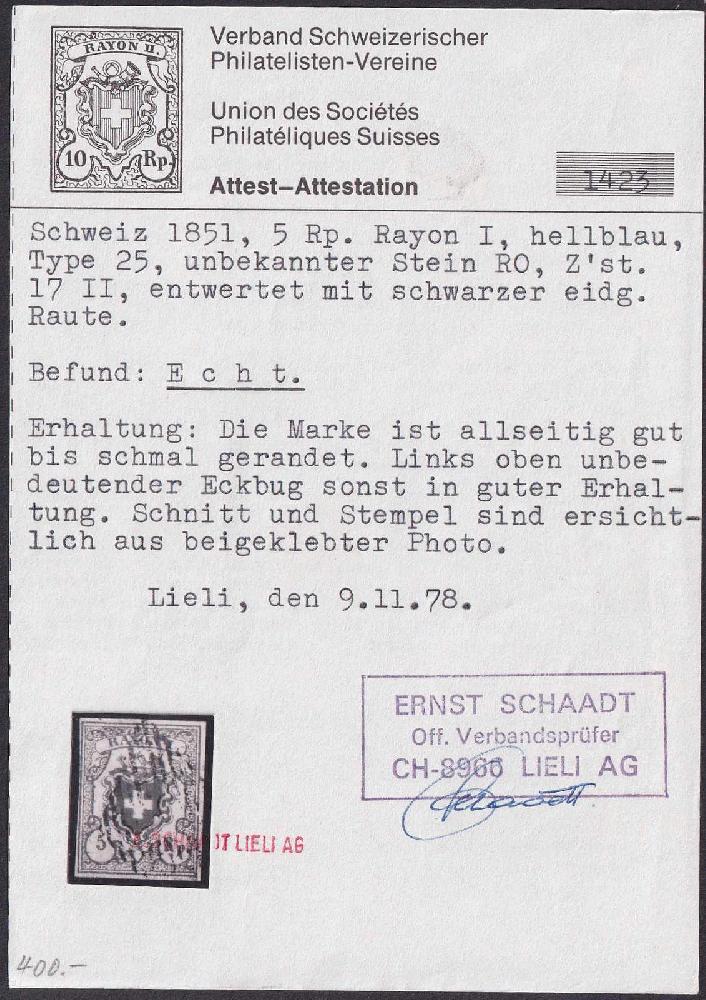 RAYON II.
10 Rp.
Verband Schweizerischer
Philatelisten-Vereine
Union des Sociétés
Philatéliques Suisses
Attest–Attestation
1423
Schweiz 1851, 5 Rp. Rayon I, hellblau,
Type 25, unbekannter Stein RO, Z'st.
17 II, entwertet mit schwarzer eidg.
Raute.
Befund: E c h t.
Erhaltung: Die Marke ist allseitig gut
bis schmal gerandet. Links oben unbe-
deutender Eckbug sonst in guter Erhal-
tung. Schnitt und Stempel sind ersicht-
lich aus beigeklebter Photo.
Lieli, den 9.11.78.
ERNST SCHAADT
Off. Verbandsprüfer
CH-8966 LIELI AG
Schaadt
5
DT LIELI AG
400.–